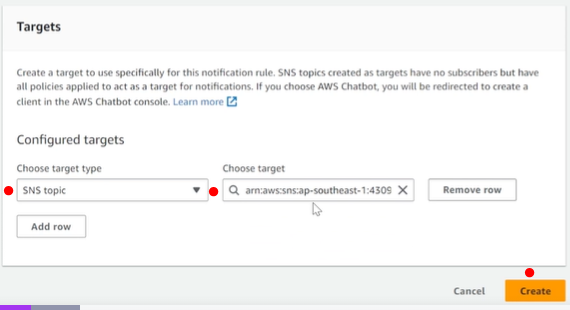 Targets
Create a target to use specifically for this notification rule. SNS topics created as targets have no subscribers but have
all policies applied to act as a target for notifications. If you choose AWS Chatbot, you will be redirected to create a
client in the AWS Chatbot console. Learn more
Configured targets
Choose target type Choose target
SNS topic arn:aws:sns:ap-southeast-1:4309 Remove row
Add row
Cancel Create